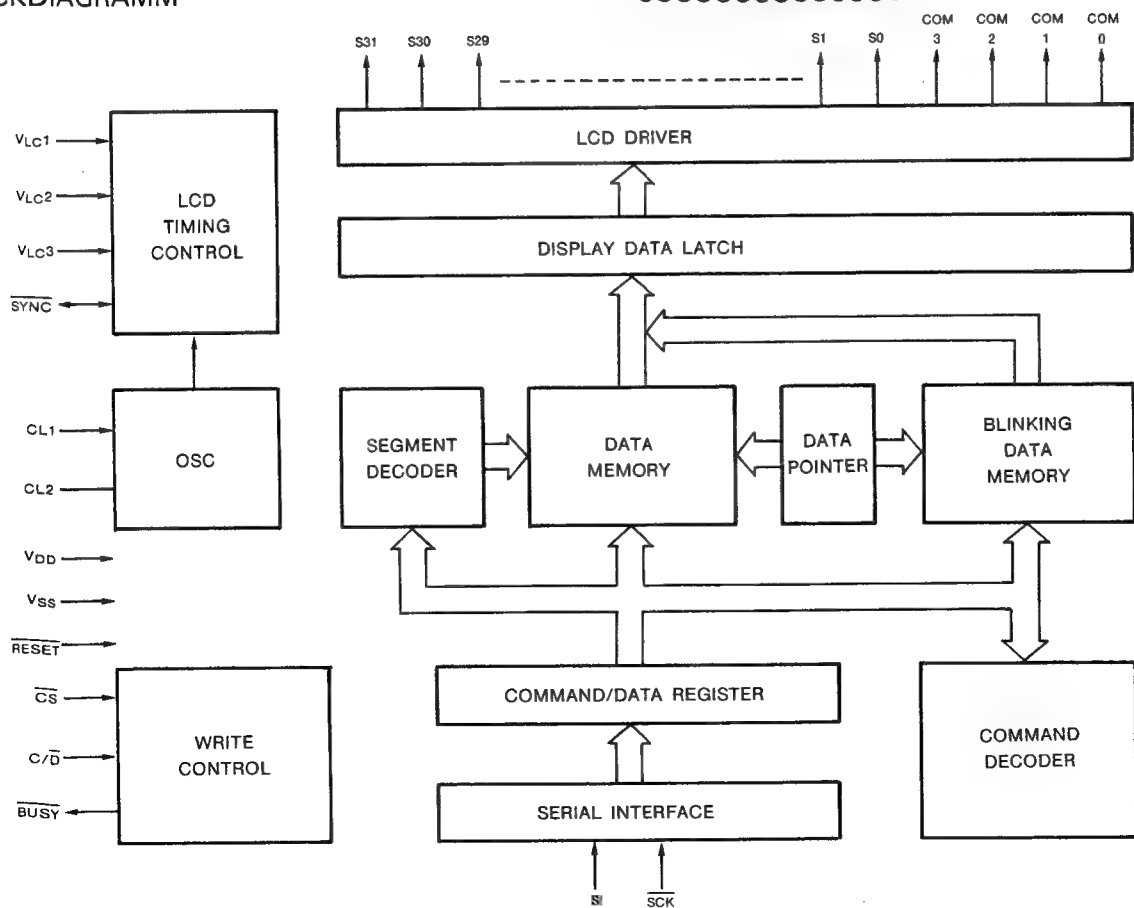 CKDIAGRAMM
S31 S30 S29 S1 S0 COM 3 COM 2 COM 1 COM 0
LCD DRIVER
DISPLAY DATA LATCH
VLC1
VLC2
VLC3
SYNC
LCD
TIMING
CONTROL
CL1
CL2
OSC
SEGMENT
DECODER
DATA
MEMORY
DATA
POINTER
BLINKING
DATA
MEMORY
VDD
VSS
RESET
CS
C/D
BUSY
WRITE
CONTROL
COMMAND/DATA REGISTER
COMMAND
DECODER
SERIAL INTERFACE
SI SCK